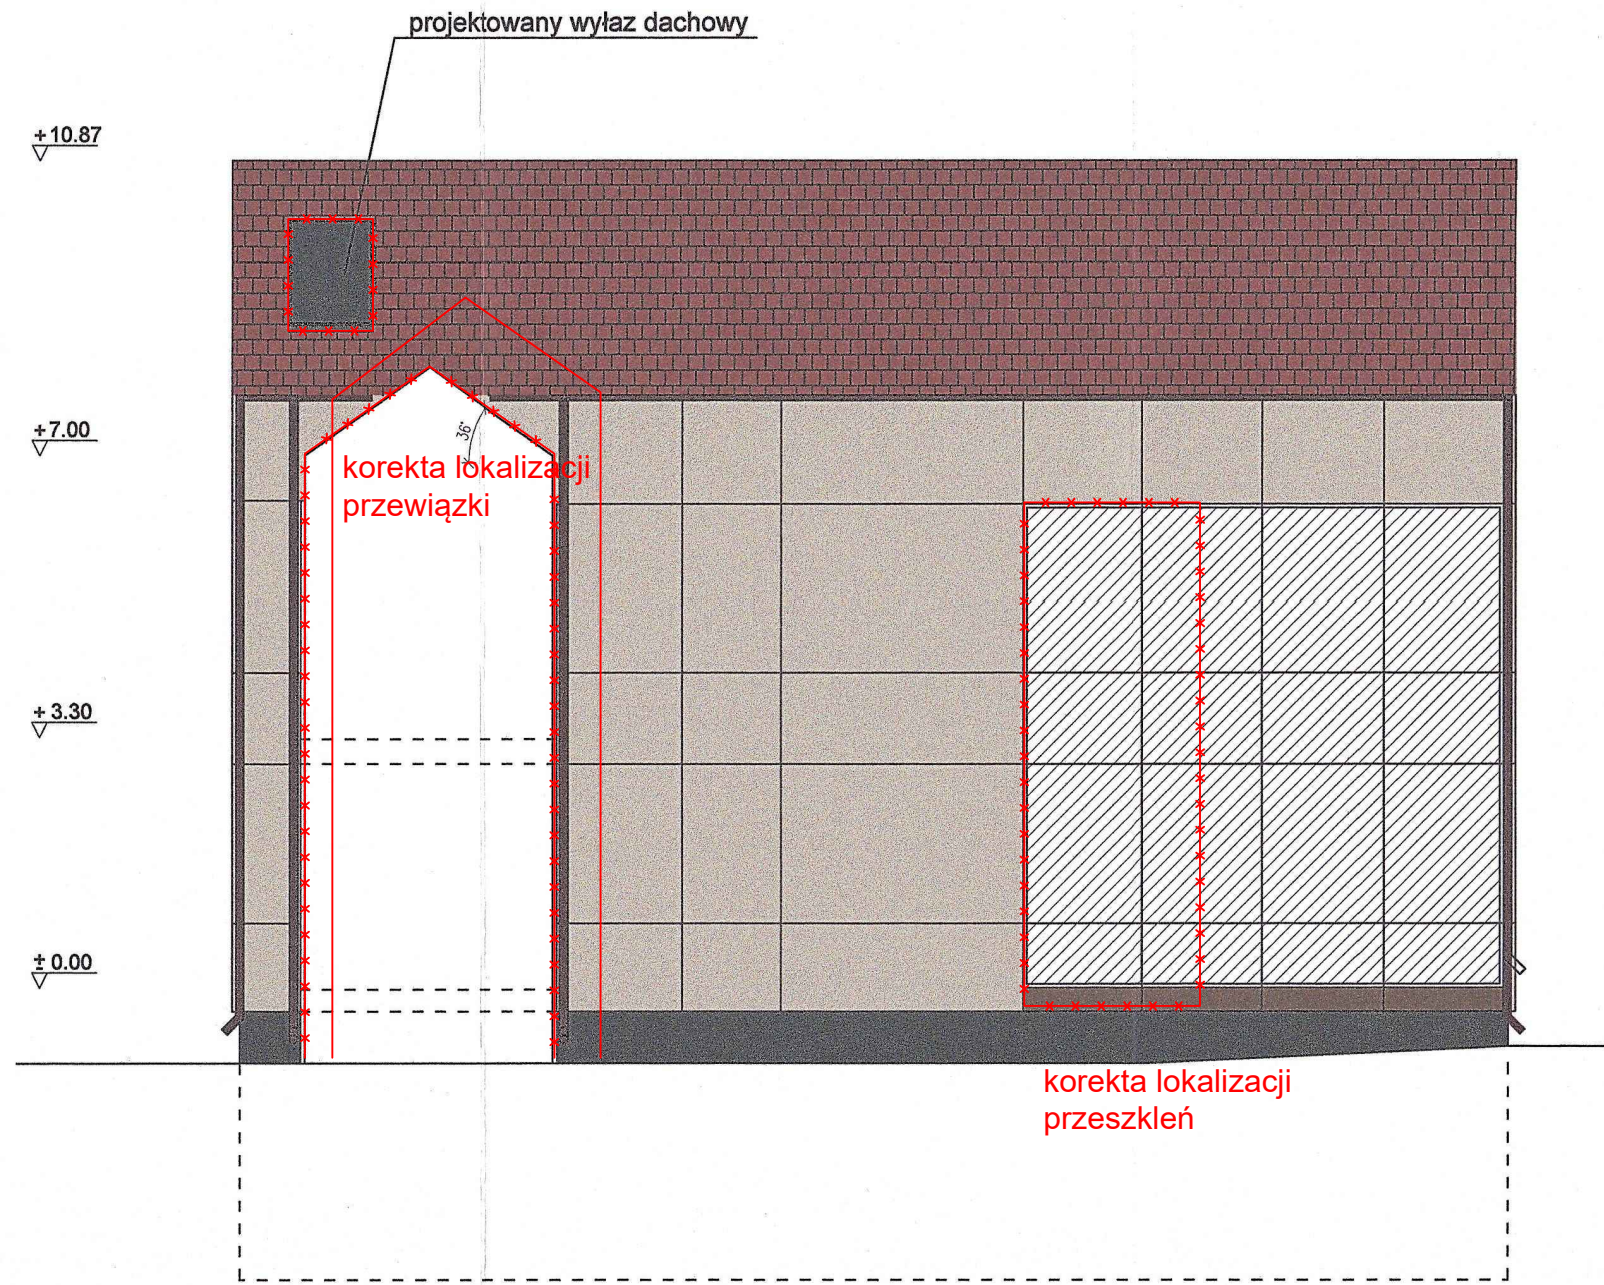 projektowany wyłaz dachowy
+10.87
+7.00
36°
korekta lokalizacji
przewiązki
+3.30
±0.00
korekta lokalizacji
przeszkleń